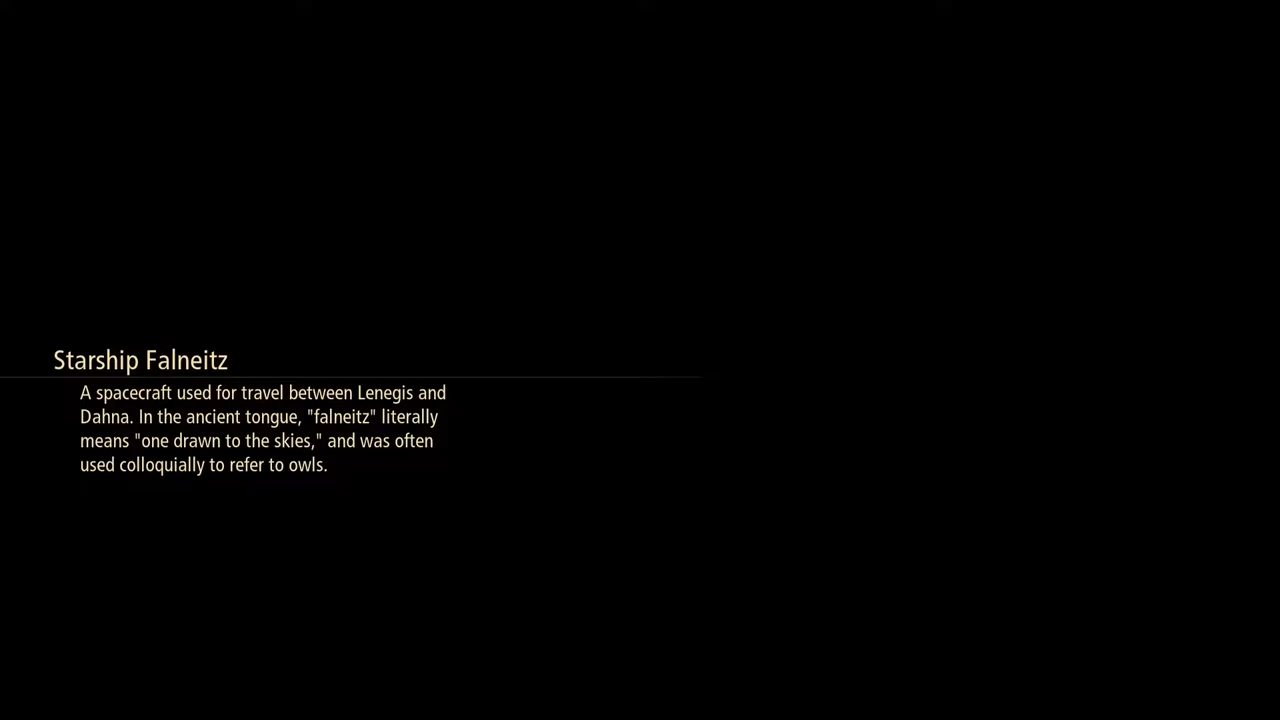 Starship Falneitz
A spacecraft used for travel between Lenegis and
Dahna. In the ancient tongue, "falneitz" literally
means "one drawn to the skies," and was often
used colloquially to refer to owls.